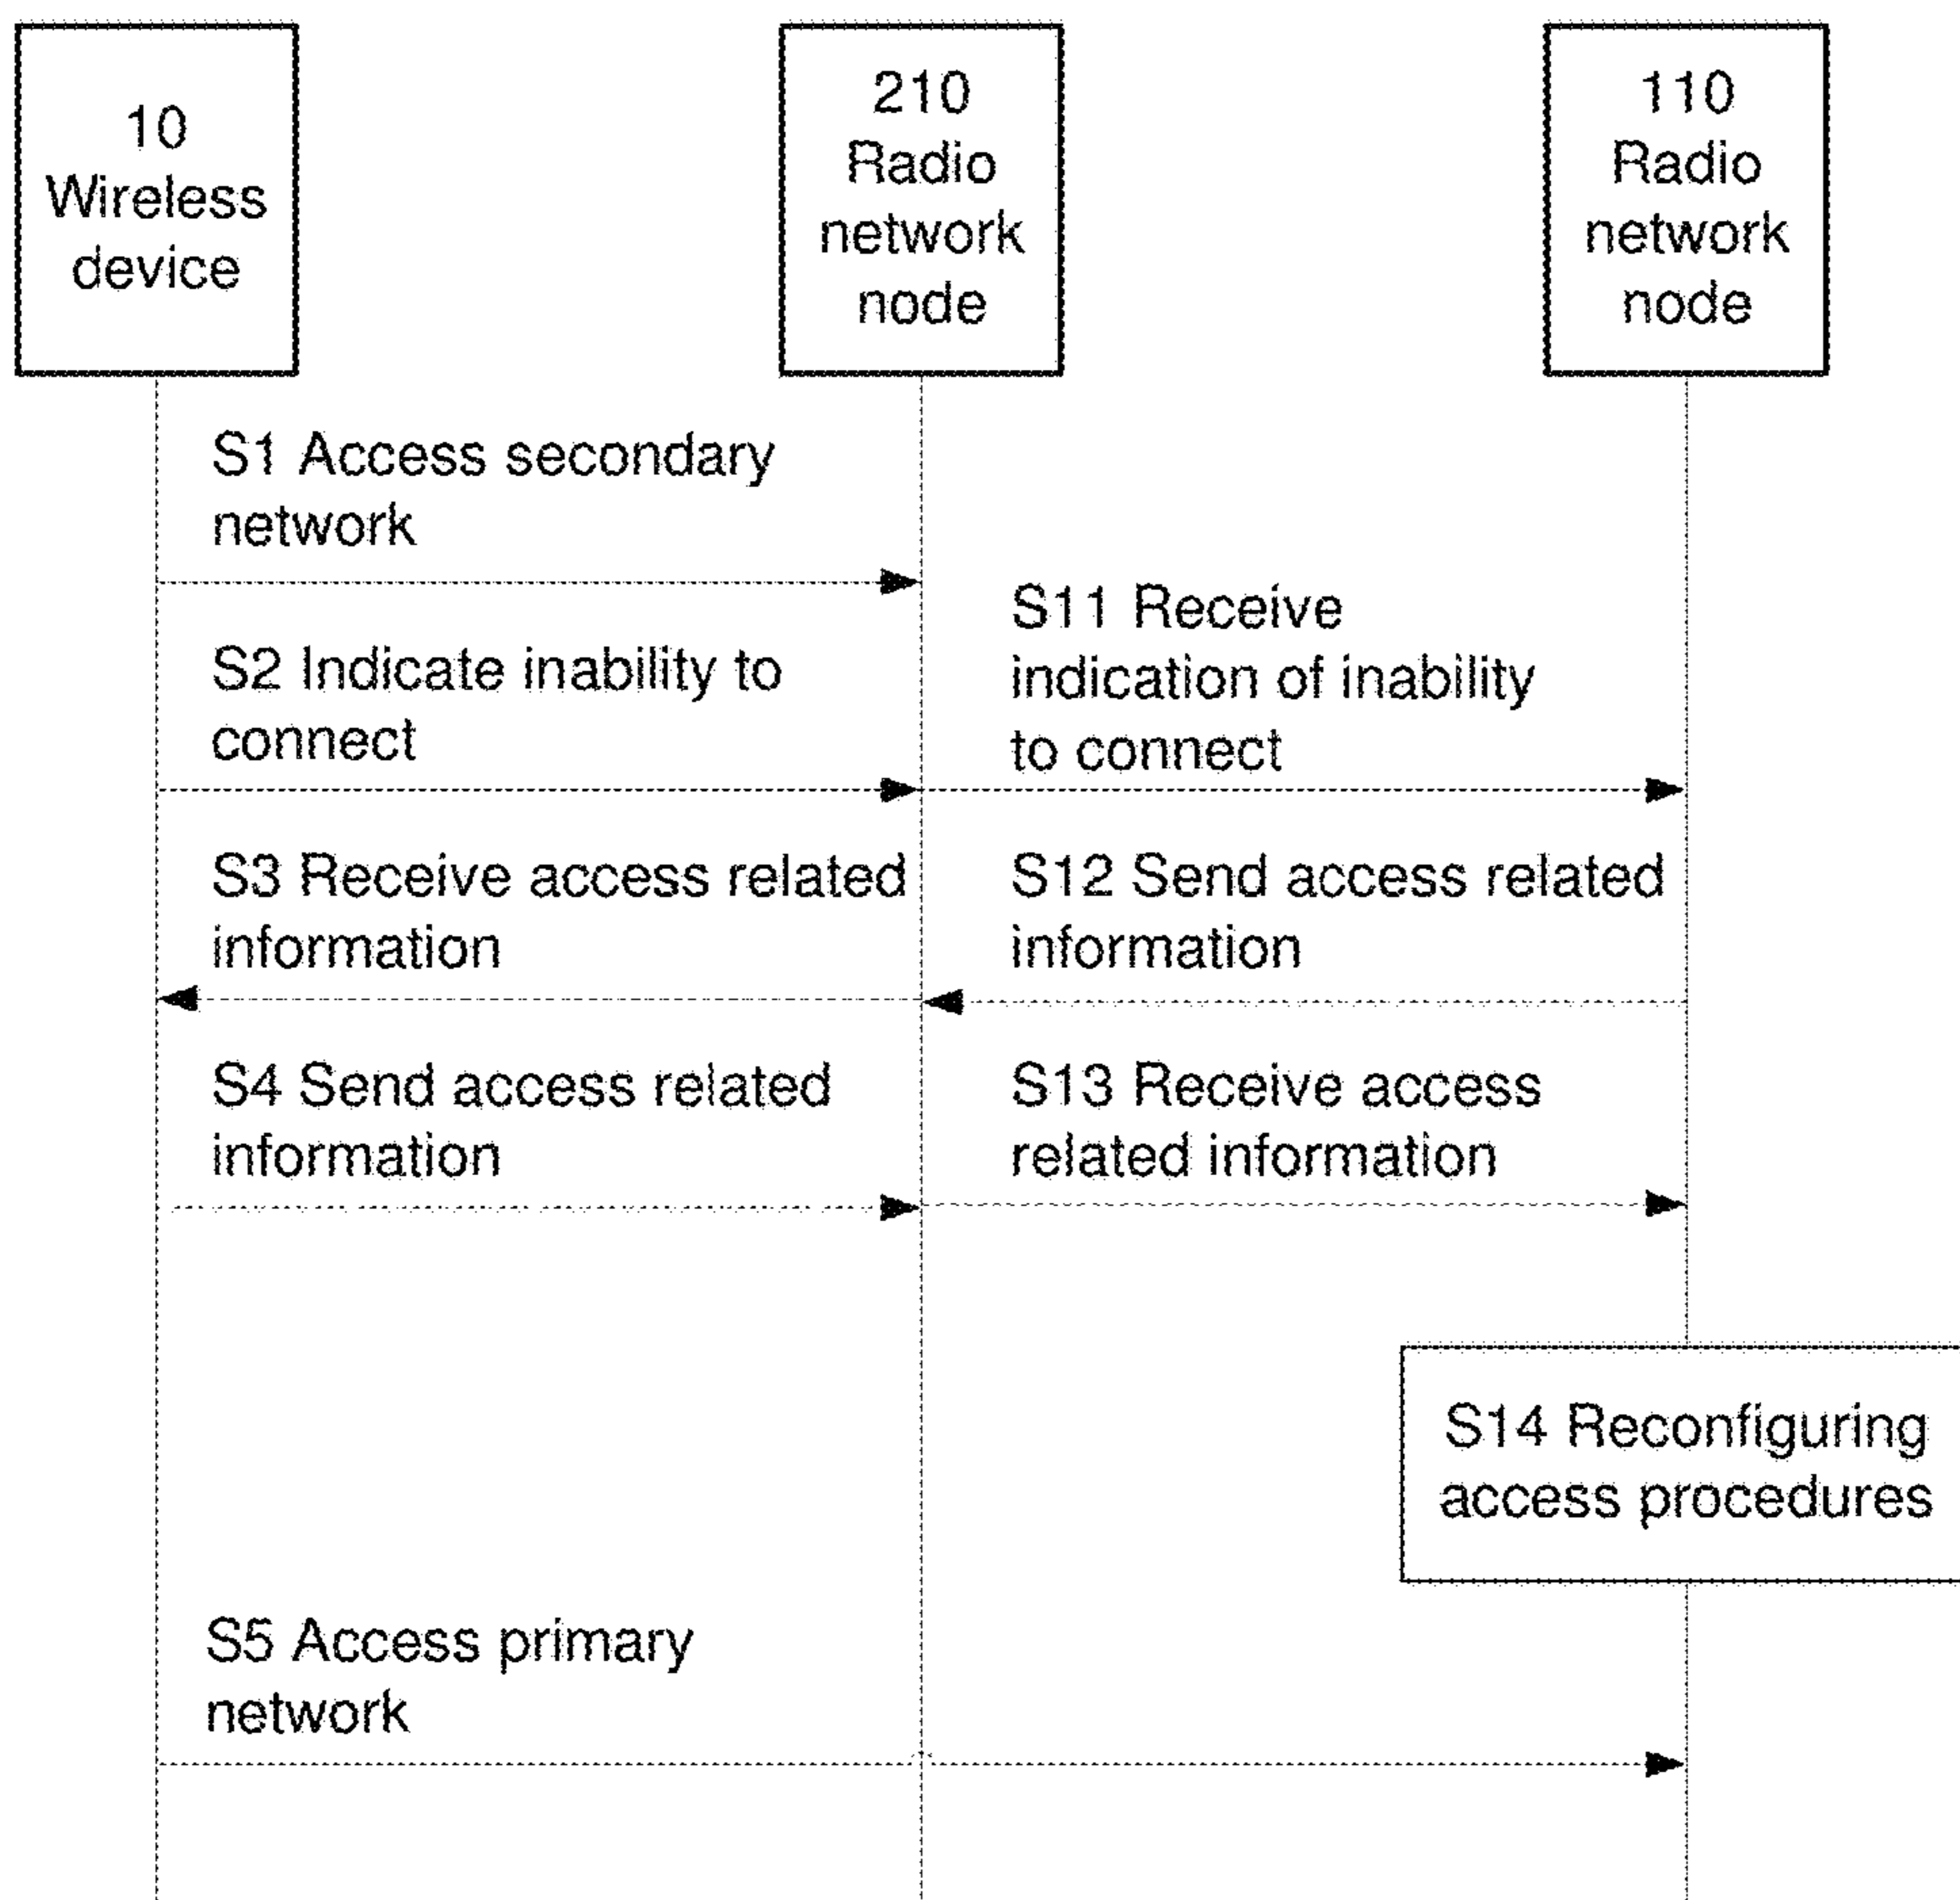 10
Wireless
device
210
Radio
network
node
110
Radio
network
node
S1 Access secondary
network
S2 Indicate inability to
connect
S11 Receive
indication of inability
to connect
S3 Receive access related
information
S12 Send access related
information
S4 Send access related
information
S13 Receive access
related information
S14 Reconfiguring
access procedures
S5 Access primary
network